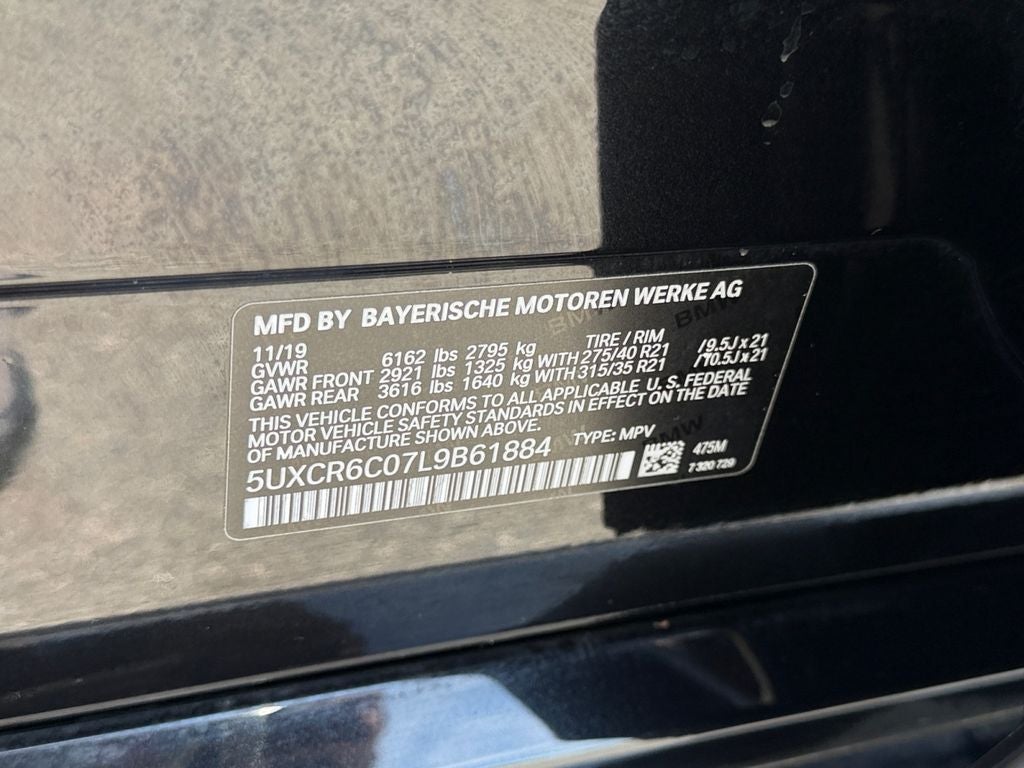 MFD BY BAYERISCHE MOTOREN WERKE AG
11/19 TIRE / RIM
GVWR 6162 lbs 2795 kg
GAWR FRONT 2921 lbs 1325 kg WITH 275/40 R21 /9.5J x 21
GAWR REAR 3616 lbs 1640 kg WITH 315/35 R21 /10.5J x 21
THIS VEHICLE CONFORMS TO ALL APPLICABLE U. S. FEDERAL
MOTOR VEHICLE SAFETY STANDARDS IN EFFECT ON THE DATE
OF MANUFACTURE SHOWN ABOVE.
5UXCR6C07L9B61884 TYPE: MPV
475M
7 320 729
BMW
BMW
BMW